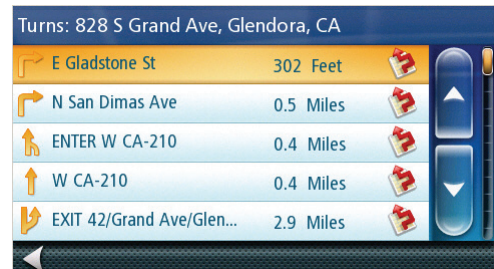 Turns: 828 S Grand Ave, Glendora, CA
E Gladstone St 302 Feet
N San Dimas Ave 0.5 Miles
ENTER W CA-210 0.4 Miles
W CA-210 0.4 Miles
EXIT 42/Grand Ave/Glen... 2.9 Miles